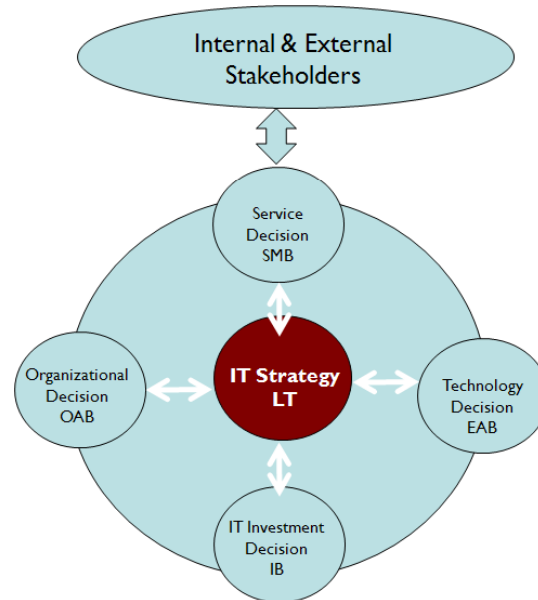 Internal & External
Stakeholders
Service
Decision
SMB
Organizational
Decision
OAB
IT Strategy
LT
Technology
Decision
EAB
IT Investment
Decision
IB